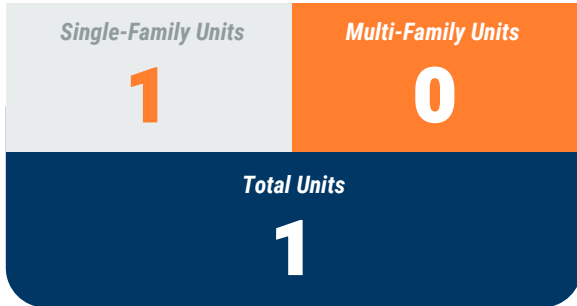 Single-Family Units
1
Multi-Family Units
0
Total Units
1